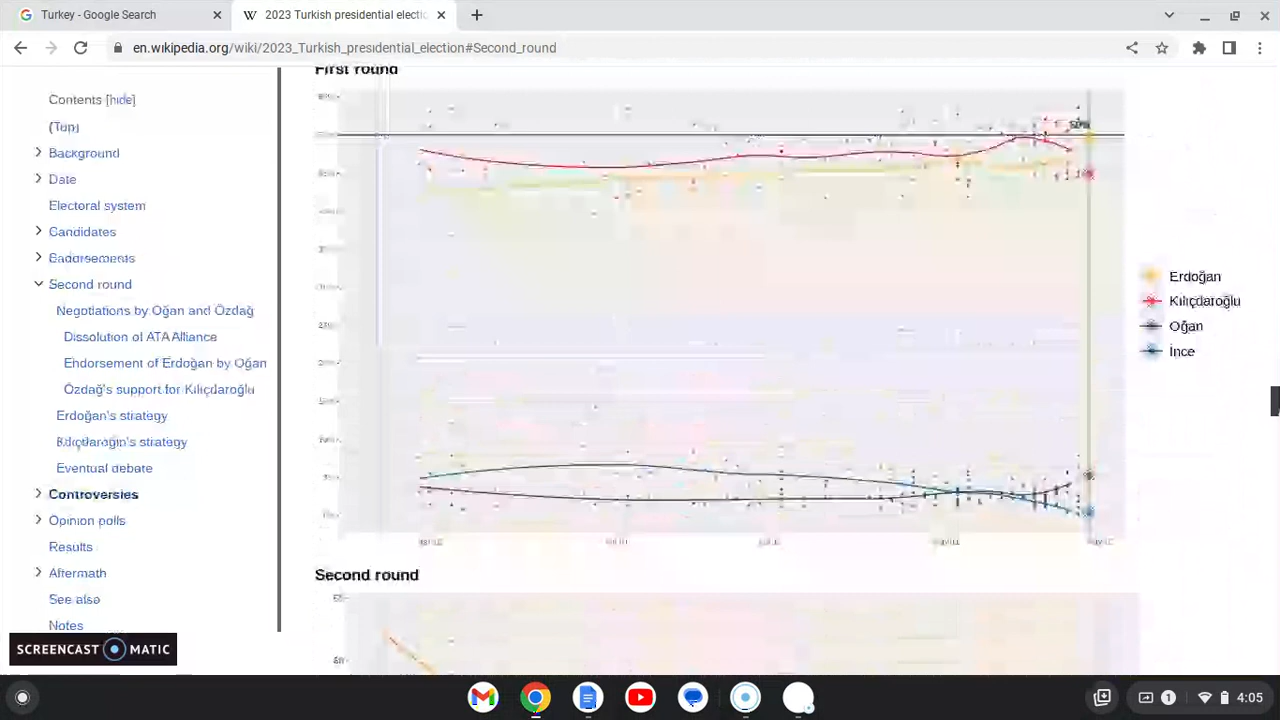 Turkey - Google Search
2023 Turkish presidential electi
en.wikipedia.org/wiki/2023_Turkish_presidential_election#Second_round
Contents [hide]
(Top)
Background
Date
Electoral system
Candidates
Endorsements
Second round
Negotiations by Oğan and Özdağ
Dissolution of ATA Alliance
Endorsement of Erdoğan by Oğan
Özdağ's support for Kılıçdaroğlu
Erdoğan's strategy
Kılıçdaroğlu's strategy
Eventual debate
Controversies
Opinion polls
Results
Aftermath
See also
Notes
First round
Erdoğan
Kılıçdaroğlu
Oğan
İnce
Second round
SCREENCAST MATIC
1
4:05